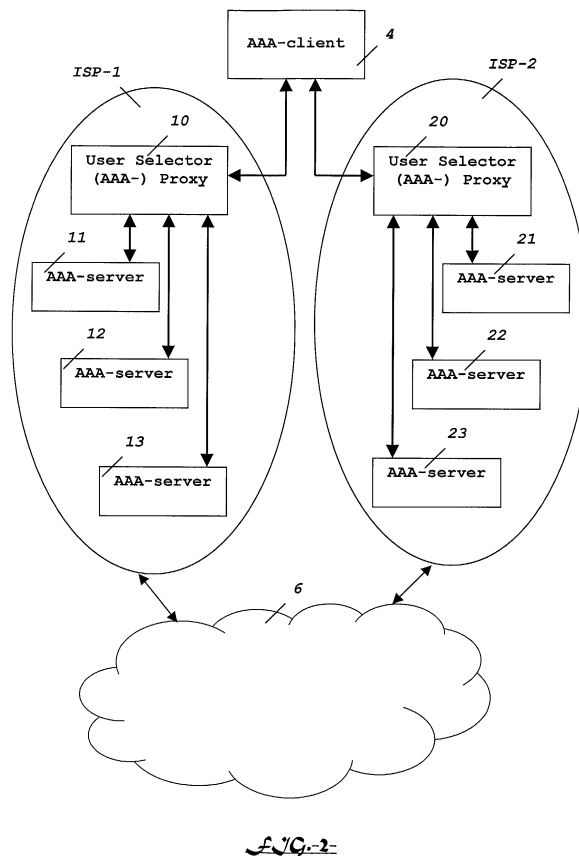 AAA-client
4
ISP-1
ISP-2
10
User Selector
(AAA-) Proxy
20
User Selector
(AAA-) Proxy
11
AAA-server
21
AAA-server
12
AAA-server
22
AAA-server
13
AAA-server
23
AAA-server
6
FIG.-2-